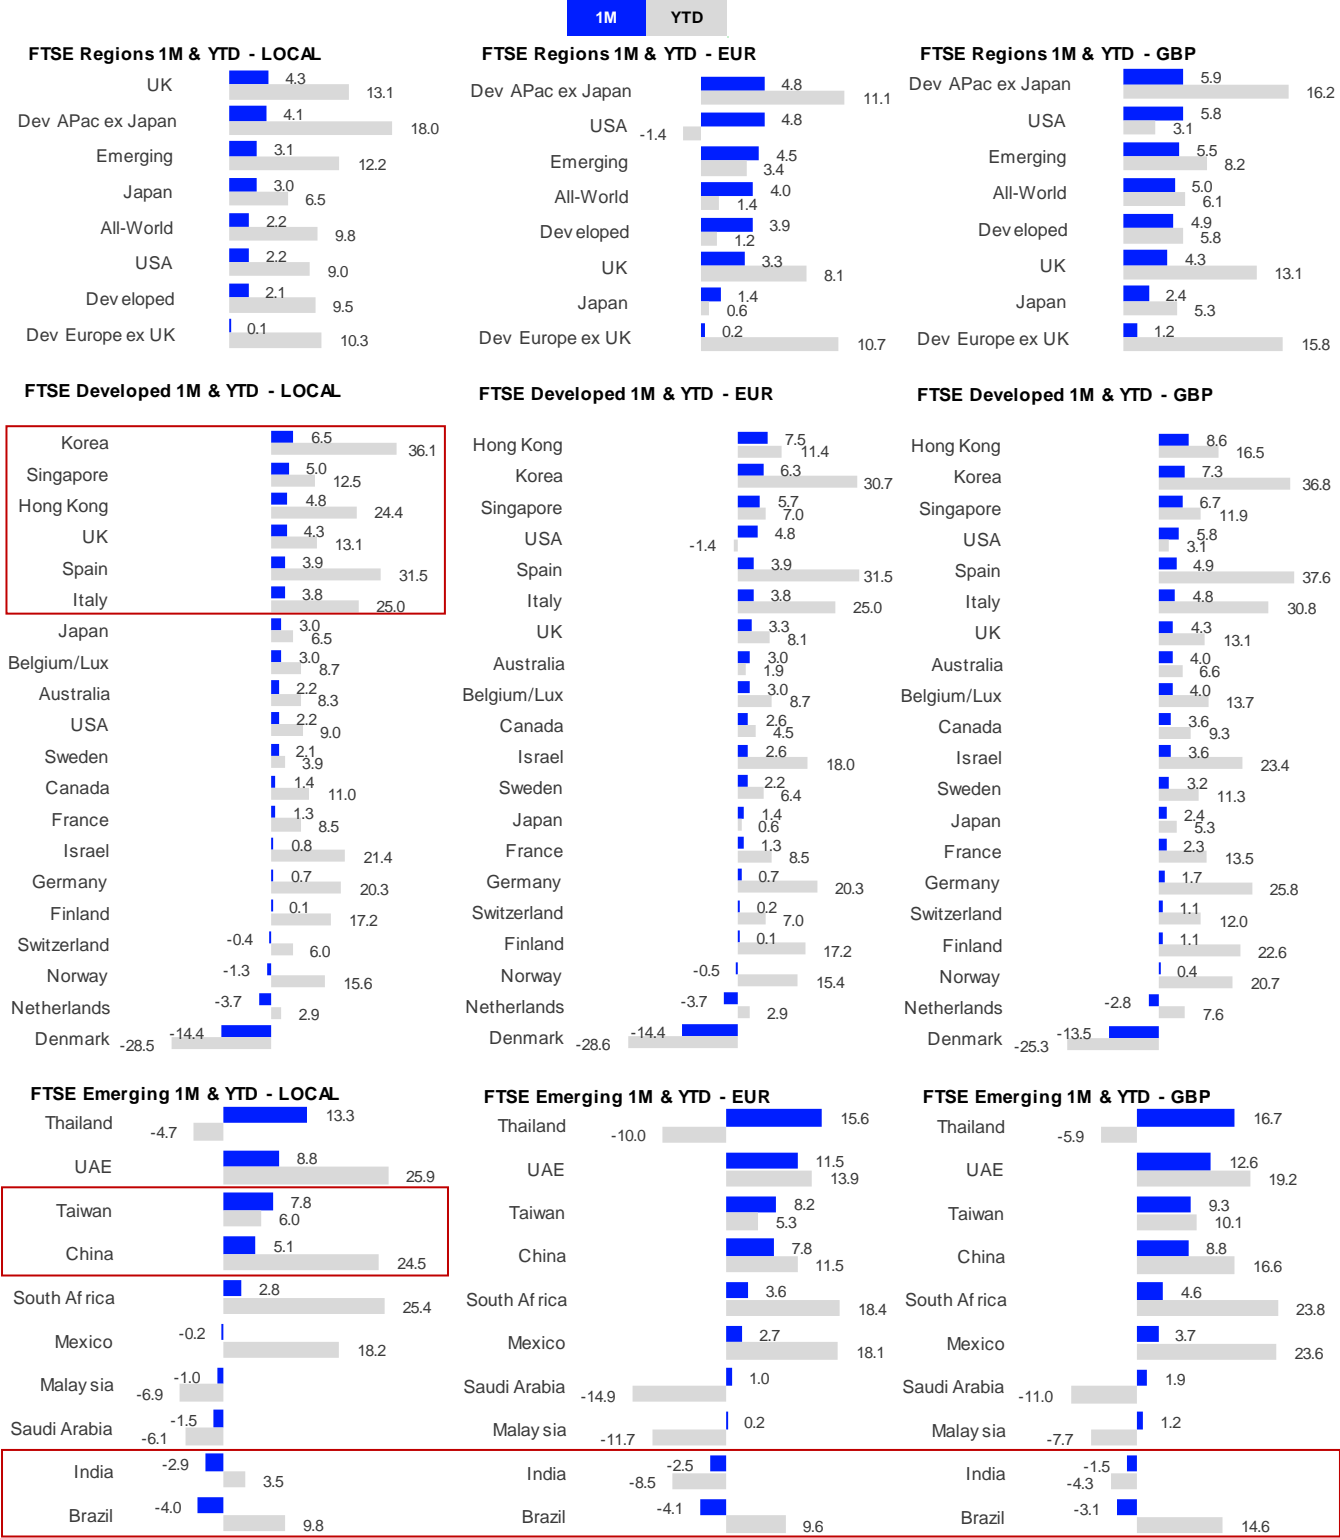 1M YTD
FTSE Regions 1M & YTD - LOCAL
UK 4.3 13.1
Dev APac ex Japan 4.1 18.0
Emerging 3.1 12.2
Japan 3.0 6.5
All-World 2.2 9.8
USA 2.2 9.0
Developed 2.1 9.5
Dev Europe ex UK 0.1 10.3
FTSE Regions 1M & YTD - EUR
Dev APac ex Japan 4.8 11.1
USA 4.8 -1.4
Emerging 4.5 3.4
All-World 4.0 1.4
Developed 3.9 1.2
UK 3.3 8.1
Japan 1.4 0.6
Dev Europe ex UK 0.2 10.7
FTSE Regions 1M & YTD - GBP
Dev APac ex Japan 5.9 16.2
USA 5.8 3.1
Emerging 5.5 8.2
All-World 5.0 6.1
Developed 4.9 5.8
UK 4.3 13.1
Japan 2.4 5.3
Dev Europe ex UK 1.2 15.8
FTSE Developed 1M & YTD - LOCAL
Korea 6.5 36.1
Singapore 5.0 12.5
Hong Kong 4.8 24.4
UK 4.3 13.1
Spain 3.9 31.5
Italy 3.8 25.0
Japan 3.0 6.5
Belgium/Lux 3.0 8.7
Australia 2.2 8.3
USA 2.2 9.0
Sweden 2.1 3.9
Canada 1.4 11.0
France 1.3 8.5
Israel 0.8 21.4
Germany 0.7 20.3
Finland 0.1 17.2
Switzerland -0.4 6.0
Norway -1.3 15.6
Netherlands -3.7 2.9
Denmark -14.4 -28.5
FTSE Developed 1M & YTD - EUR
Hong Kong 7.5 11.4
Korea 6.3 30.7
Singapore 5.7 7.0
USA 4.8 -1.4
Spain 3.9 31.5
Italy 3.8 25.0
UK 3.3 8.1
Australia 3.0 1.9
Belgium/Lux 3.0 8.7
Canada 2.6 4.5
Israel 2.6 18.0
Sweden 2.2 6.4
Japan 1.4 0.6
France 1.3 8.5
Germany 0.7 20.3
Switzerland 0.2 7.0
Finland 0.1 17.2
Norway -0.5 15.4
Netherlands -3.7 2.9
Denmark -14.4 -28.6
FTSE Developed 1M & YTD - GBP
Hong Kong 8.6 16.5
Korea 7.3 36.8
Singapore 6.7 11.9
USA 5.8 3.1
Spain 4.9 37.6
Italy 4.8 30.8
UK 4.3 13.1
Australia 4.0 6.6
Belgium/Lux 4.0 13.7
Canada 3.6 9.3
Israel 3.6 23.4
Sweden 3.2 11.3
Japan 2.4 5.3
France 2.3 13.5
Germany 1.7 25.8
Switzerland 1.1 12.0
Finland 1.1 22.6
Norway 0.4 20.7
Netherlands -2.8 7.6
Denmark -13.5 -25.3
FTSE Emerging 1M & YTD - LOCAL
Thailand 13.3 -4.7
UAE 8.8 25.9
Taiwan 7.8 6.0
China 5.1 24.5
South Africa 2.8 25.4
Mexico -0.2 18.2
Malaysia -1.0 -6.9
Saudi Arabia -1.5 -6.1
India -2.9 3.5
Brazil -4.0 9.8
FTSE Emerging 1M & YTD - EUR
Thailand 15.6 -10.0
UAE 11.5 13.9
Taiwan 8.2 5.3
China 7.8 11.5
South Africa 3.6 18.4
Mexico 2.7 18.1
Saudi Arabia 1.0 -14.9
Malaysia 0.2 -11.7
India -2.5 -8.5
Brazil -4.1 9.6
FTSE Emerging 1M & YTD - GBP
Thailand 16.7 -5.9
UAE 12.6 19.2
Taiwan 9.3 10.1
China 8.8 16.6
South Africa 4.6 23.8
Mexico 3.7 23.6
Saudi Arabia 1.9 -11.0
Malaysia 1.2 -7.7
India -1.5 -4.3
Brazil -3.1 14.6